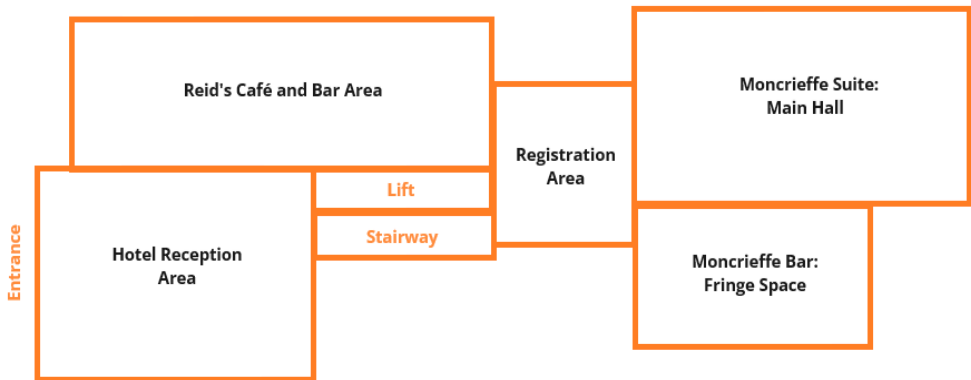 Reid's Café and Bar Area
Moncrieffe Suite:
Main Hall
Registration
Area
Lift
Stairway
Entrance
Hotel Reception
Area
Moncrieffe Bar:
Fringe Space